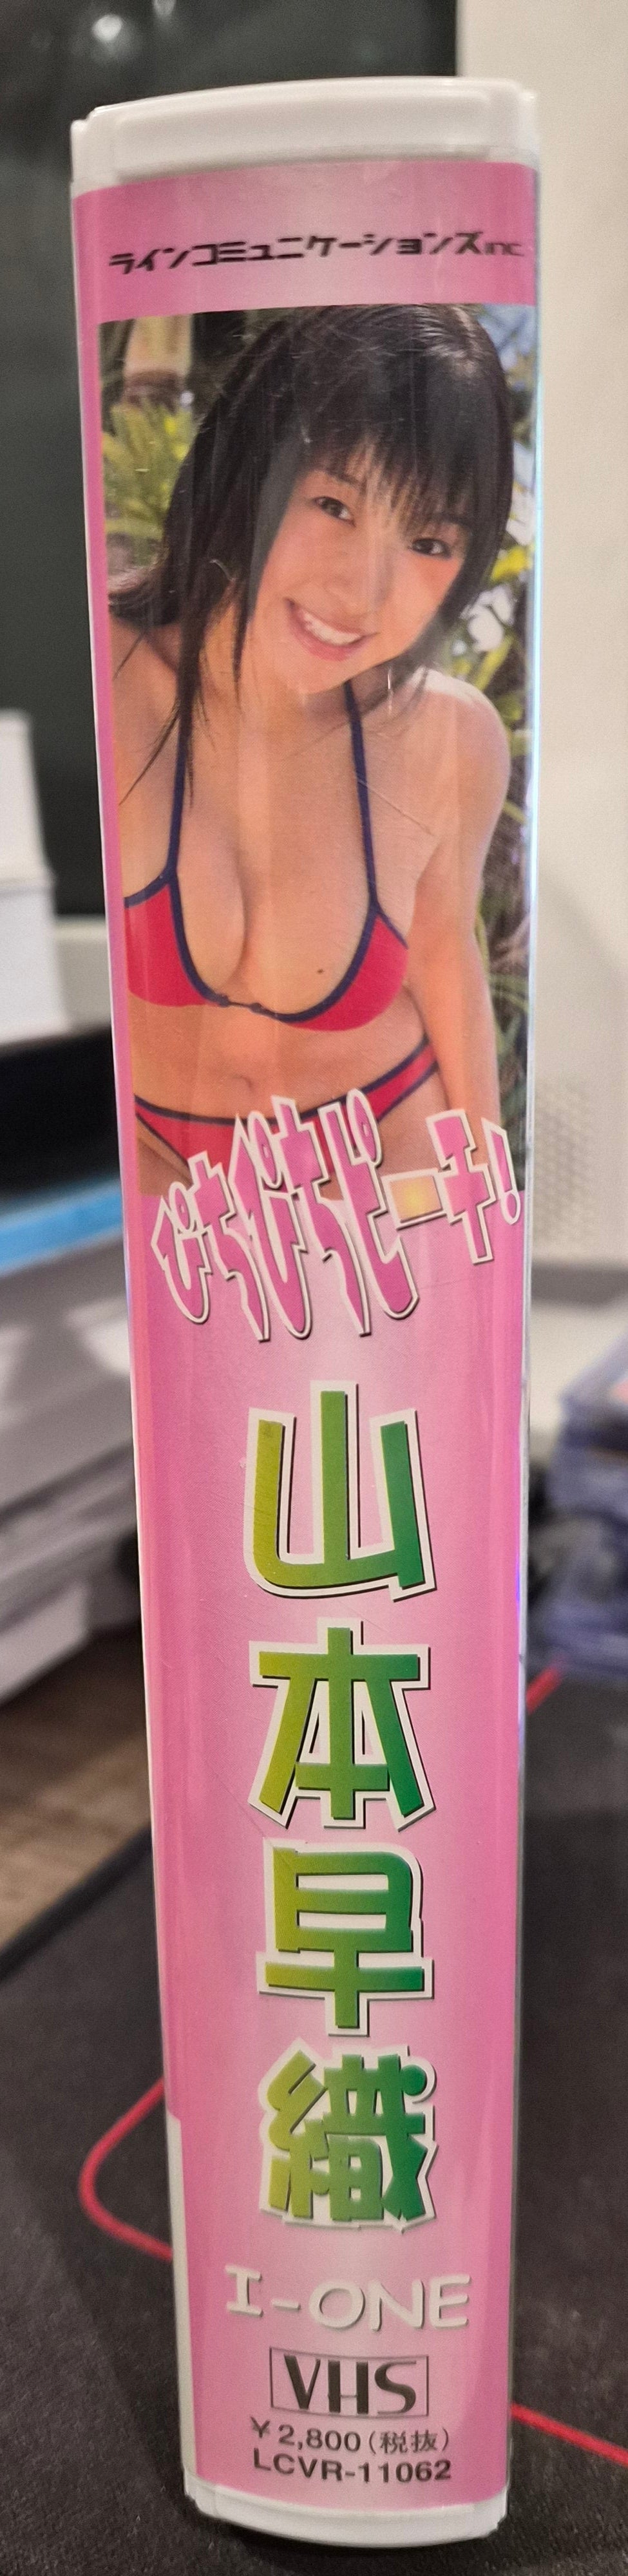 ラインコミュニケーションズinc.
ぴちぴちピーチ!
山本早織
I-ONE
VHS
¥2,800(税抜)
LCVR-11062